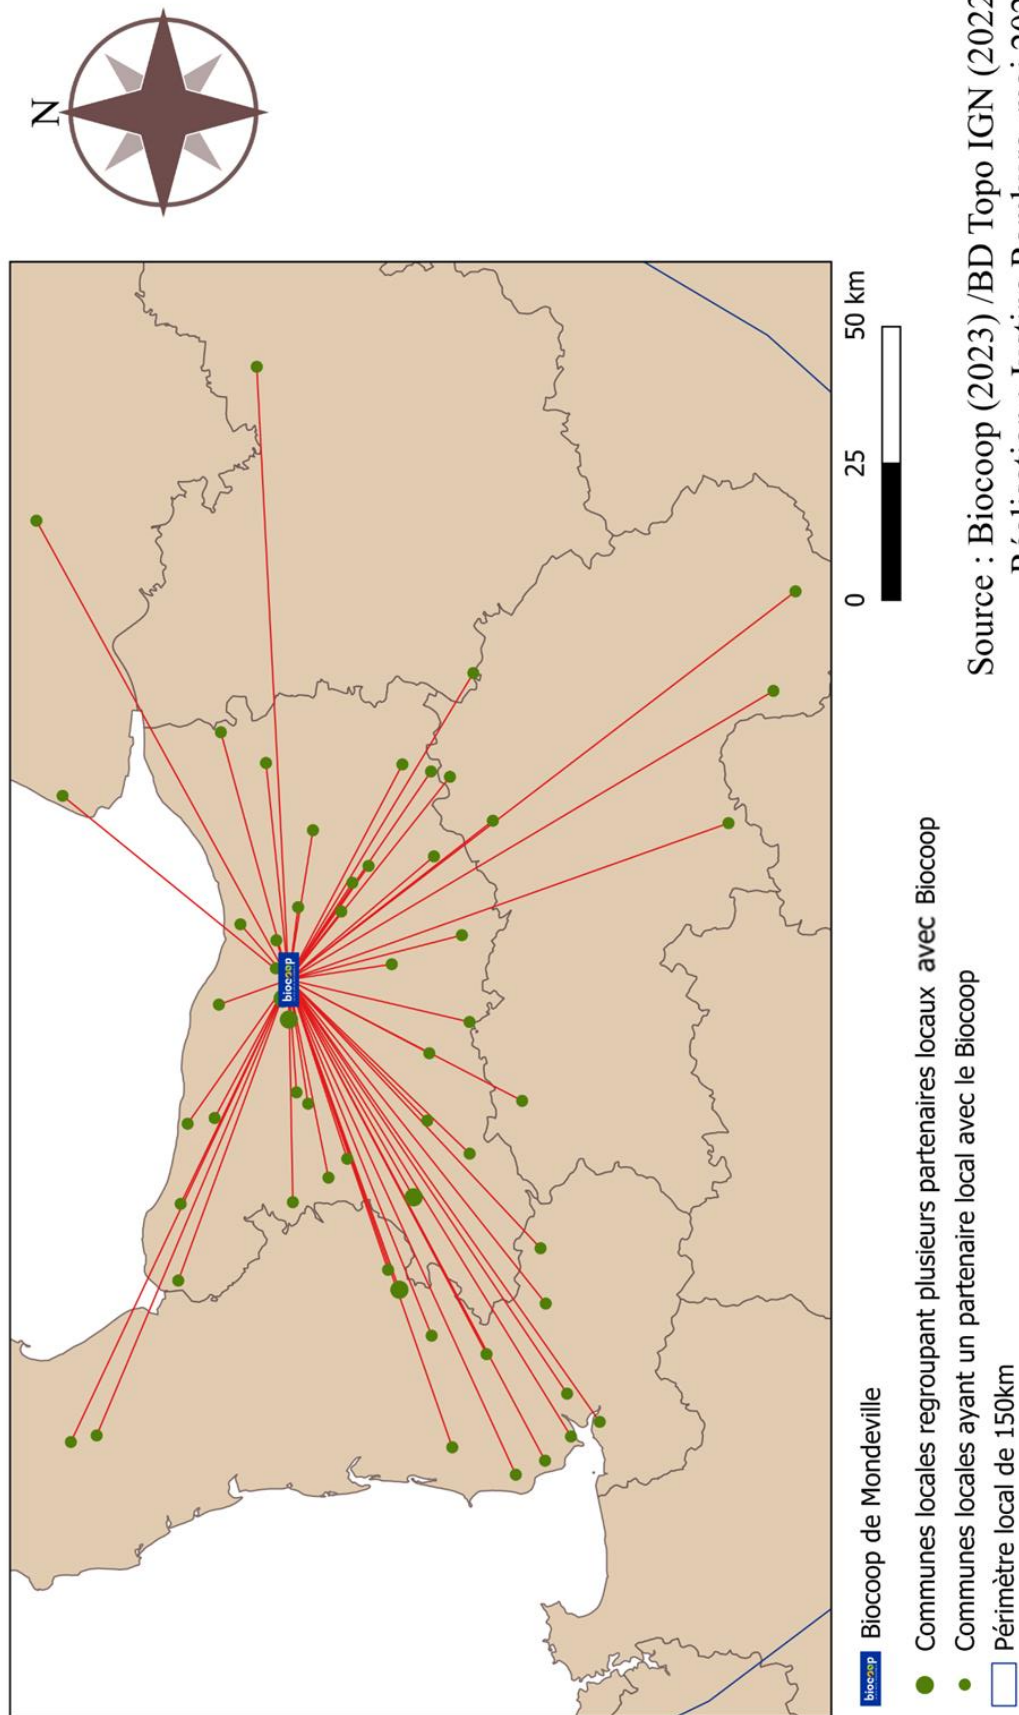 N
biocoop
0 25 50 km
biocoop Biocoop de Mondeville
Communes locales regroupant plusieurs partenaires locaux avec Biocoop
Communes locales ayant un partenaire local avec le Biocoop
Périmètre local de 150km
Source : Biocoop (2023) /BD Topo IGN (2022